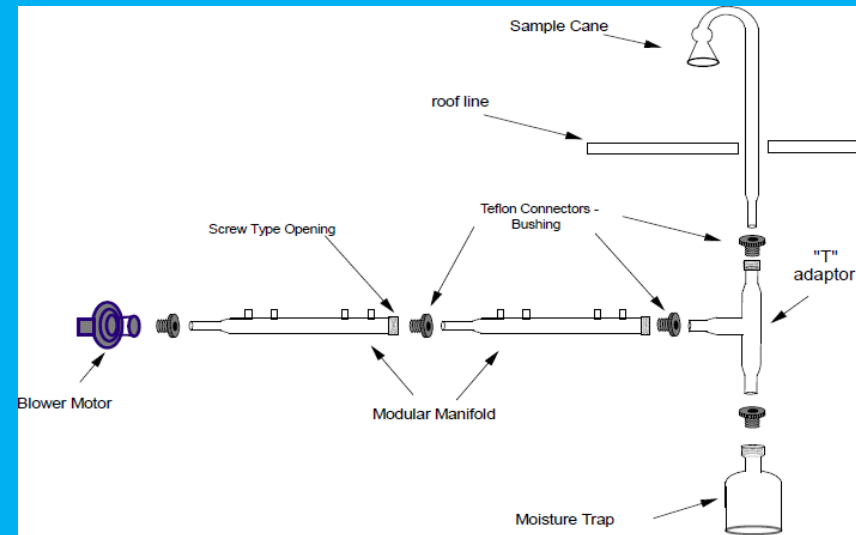 Sample Cane
roof line
Teflon Connectors -
Bushing
Screw Type Opening
"T"
adaptor
Blower Motor
Modular Manifold
Moisture Trap